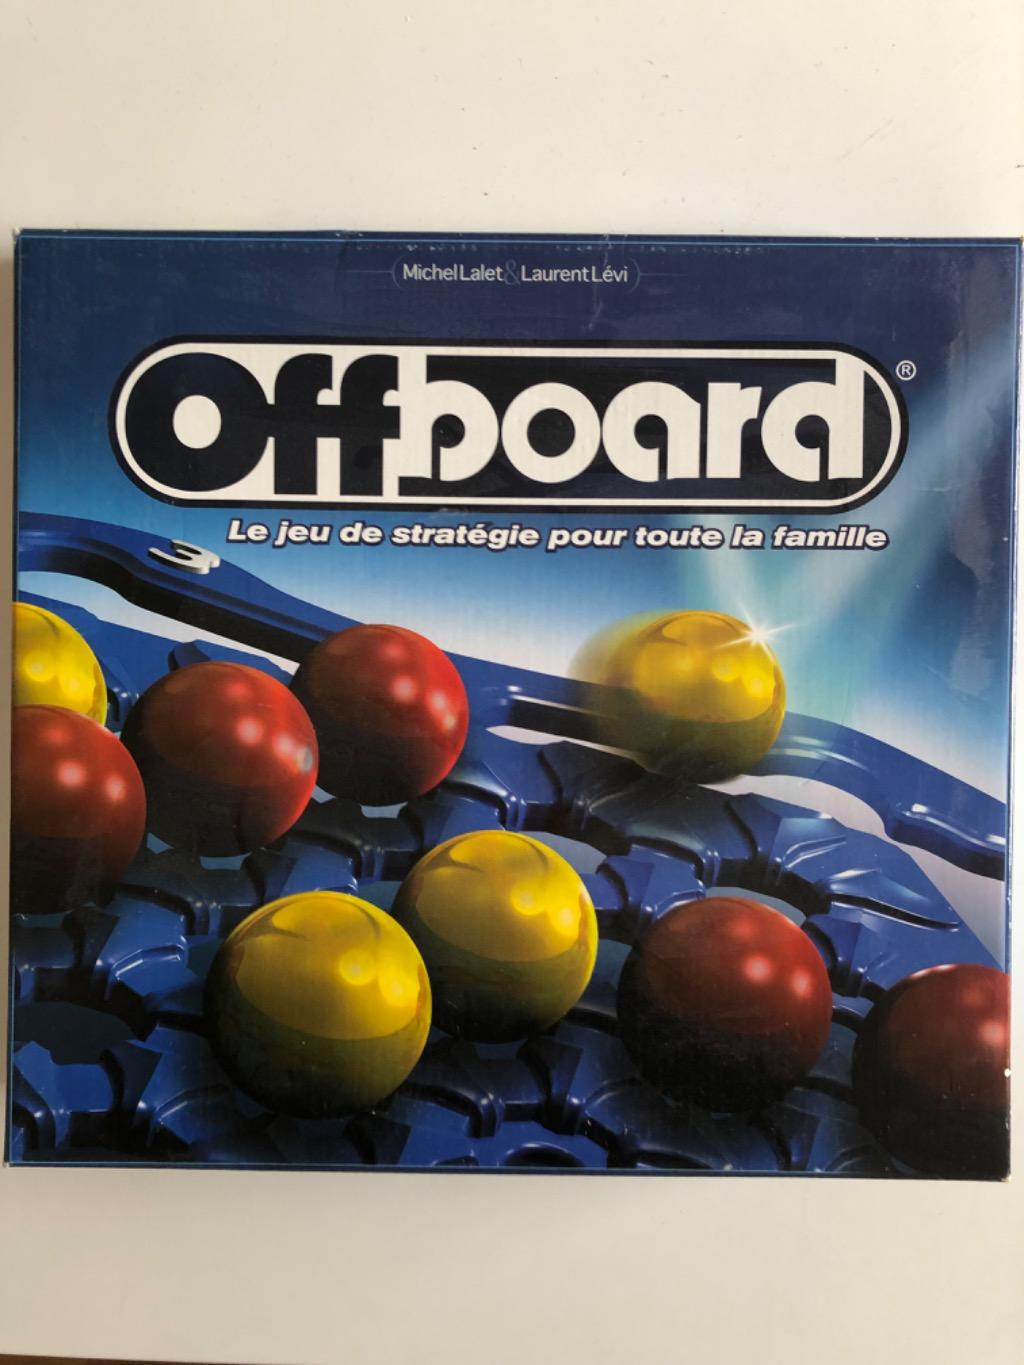 Michel Lalet & Laurent Lévi
Offboard®
Le jeu de stratégie pour toute la famille
3